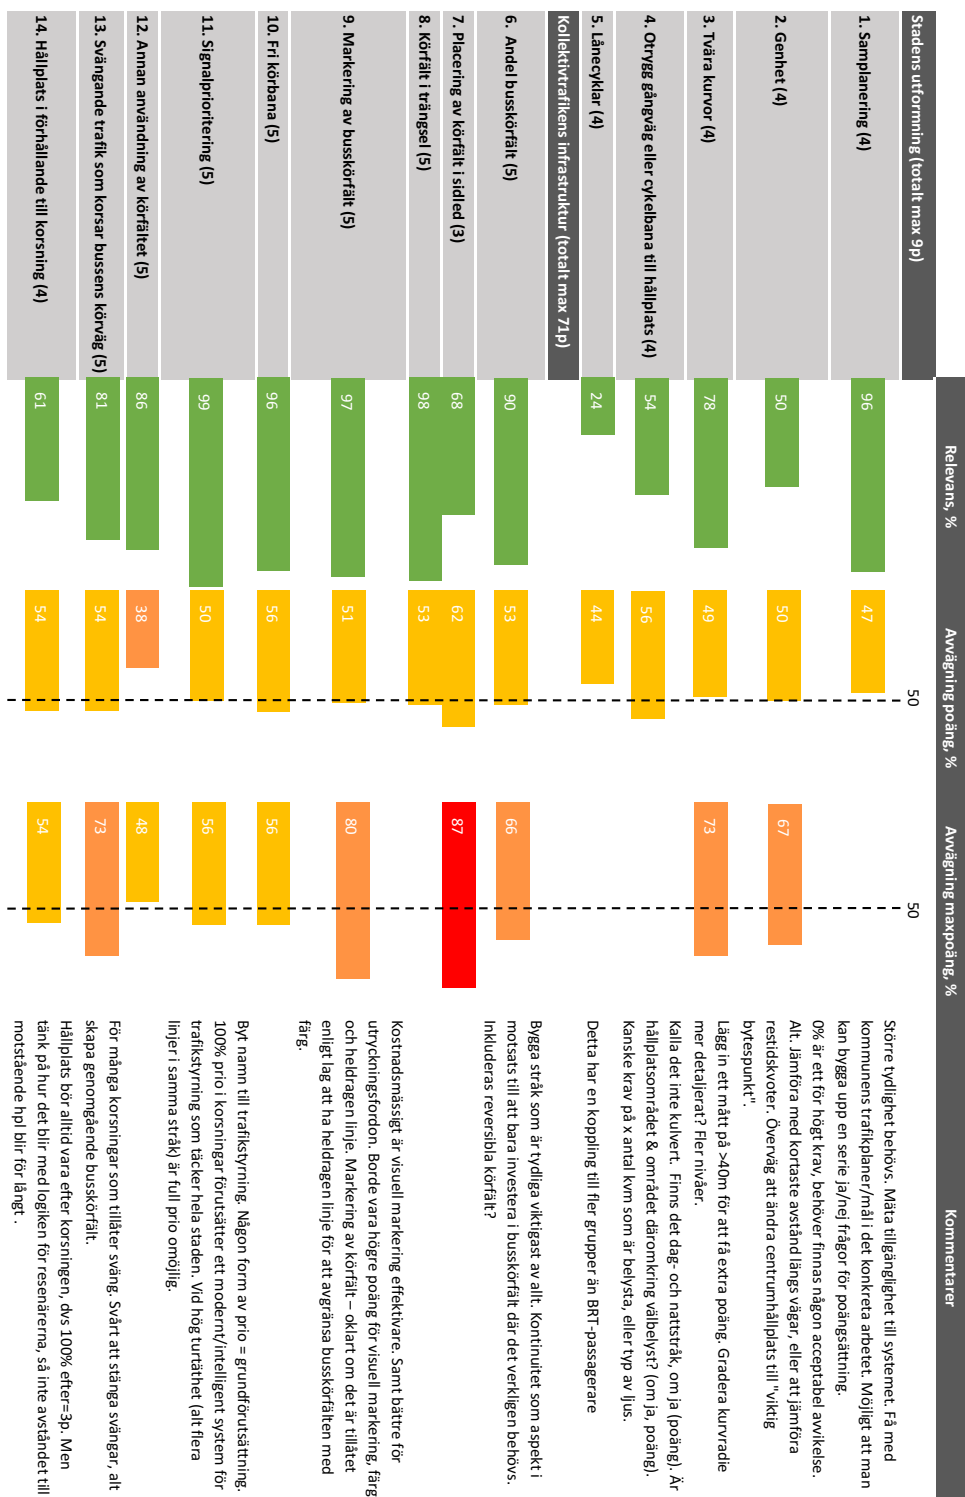 Relevans, %
Avvägning poäng, %
Avvägning maxpoäng, %
Kommentarer
Stadens utformning (totalt max 9p)
50
50
1. Samplanering (4)
96
47
Större tydlighet behövs. Mäta tillgänglighet till systemet. Få med
kommunens trafikplaner/mål i det konkreta arbetet. Möjligt att man
kan bygga upp en serie ja/nej frågor för poängsättning.
2. Genhet (4)
50
50
67
0% är ett för högt krav, behöver finnas någon acceptabel avvikelse.
Alt. Jämföra med kortaste avstånd längs vägar, eller att jämföra
restidskvoter. Överväg att ändra centrumhållplats till "viktig
bytespunkt".
3. Tvära kurvor (4)
78
49
73
Lägg in ett mått på >40m för att få extra poäng. Gradera kurvradie
mer detaljerat? Fler nivåer.
4. Otrygg gångväg eller cykelbana till hållplats (4)
54
56
Kalla det inte kulvert. Finns det dag- och nattstråk, om ja (poäng). Är
hållplatsområdet & området däromkring välbelyst? (om ja, poäng).
Kanske krav på x antal kvm som är belysta, eller typ av ljus.
5. Lånecyklar (4)
24
44
Detta har en koppling till fler grupper än BRT-passagerare
Kollektivtrafikens infrastruktur (totalt max 71p)
6. Andel busskörfält (5)
90
53
66
Bygga stråk som är tydliga viktigast av allt. Kontinuitet som aspekt i
motsats till att bara investera i busskörfält där det verkligen behövs.
Inkluderas reversibla körfält?
7. Placering av körfält i sidled (3)
68
62
87
8. Körfält i trängsel (5)
98
53
9. Markering av busskörfält (5)
97
51
80
Kostnadsmässigt är visuell markering effektivare. Samt bättre för
utryckningsfordon. Borde vara högre poäng för visuell markering, färg
och heldragen linje. Markering av körfält – oklart om det är tillåtet
enligt lag att ha heldragen linje för att avgränsa busskörfälten med
färg.
10. Fri körbana (5)
96
56
56
11. Signalprioritering (5)
99
50
56
Byt namn till trafikstyrning. Någon form av prio = grundförutsättning.
100% prio i korsningar förutsätter ett modernt/intelligent system för
trafikstyrning som täcker hela staden. Vid hög turtäthet (alt flera
linjer i samma stråk) är full prio omöjlig.
12. Annan användning av körfältet (5)
86
38
48
13. Svängande trafik som korsar bussens körväg (5)
81
54
73
För många korsningar som tillåter sväng. Svårt att stänga svängar, alt
skapa genomgående busskörfält.
14. Hållplats i förhållande till korsning (4)
61
54
54
Hållplats bör alltid vara efter korsningen, dvs 100% efter=3p. Men
tänk på hur det blir med logiken för resenärerna, så inte avståndet till
motstående hpl blir för långt .